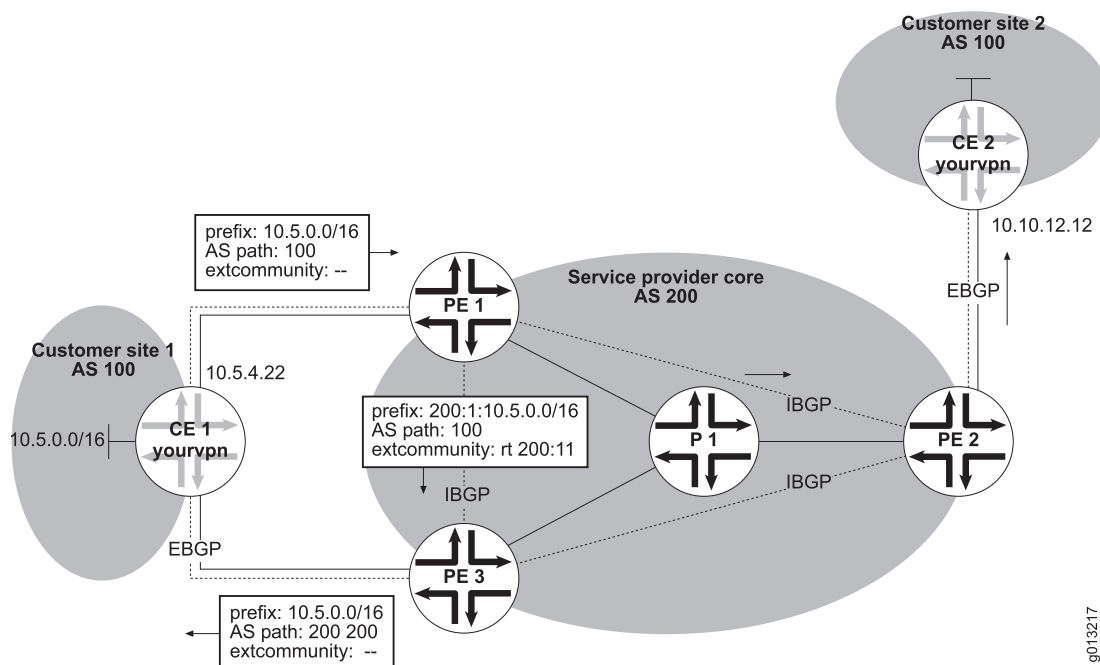 Customer site 2
AS 100
CE 2
yourvpn
10.10.12.12
EBGP
prefix: 10.5.0.0/16
AS path: 100
extcommunity: --
Service provider core
AS 200
PE 1
Customer site 1
AS 100
10.5.4.22
10.5.0.0/16
CE 1
yourvpn
prefix: 200:1:10.5.0.0/16
AS path: 100
extcommunity: rt 200:11
IBGP
P 1
PE 2
IBGP
IBGP
EBGP
PE 3
prefix: 10.5.0.0/16
AS path: 200 200
extcommunity: --
g013217